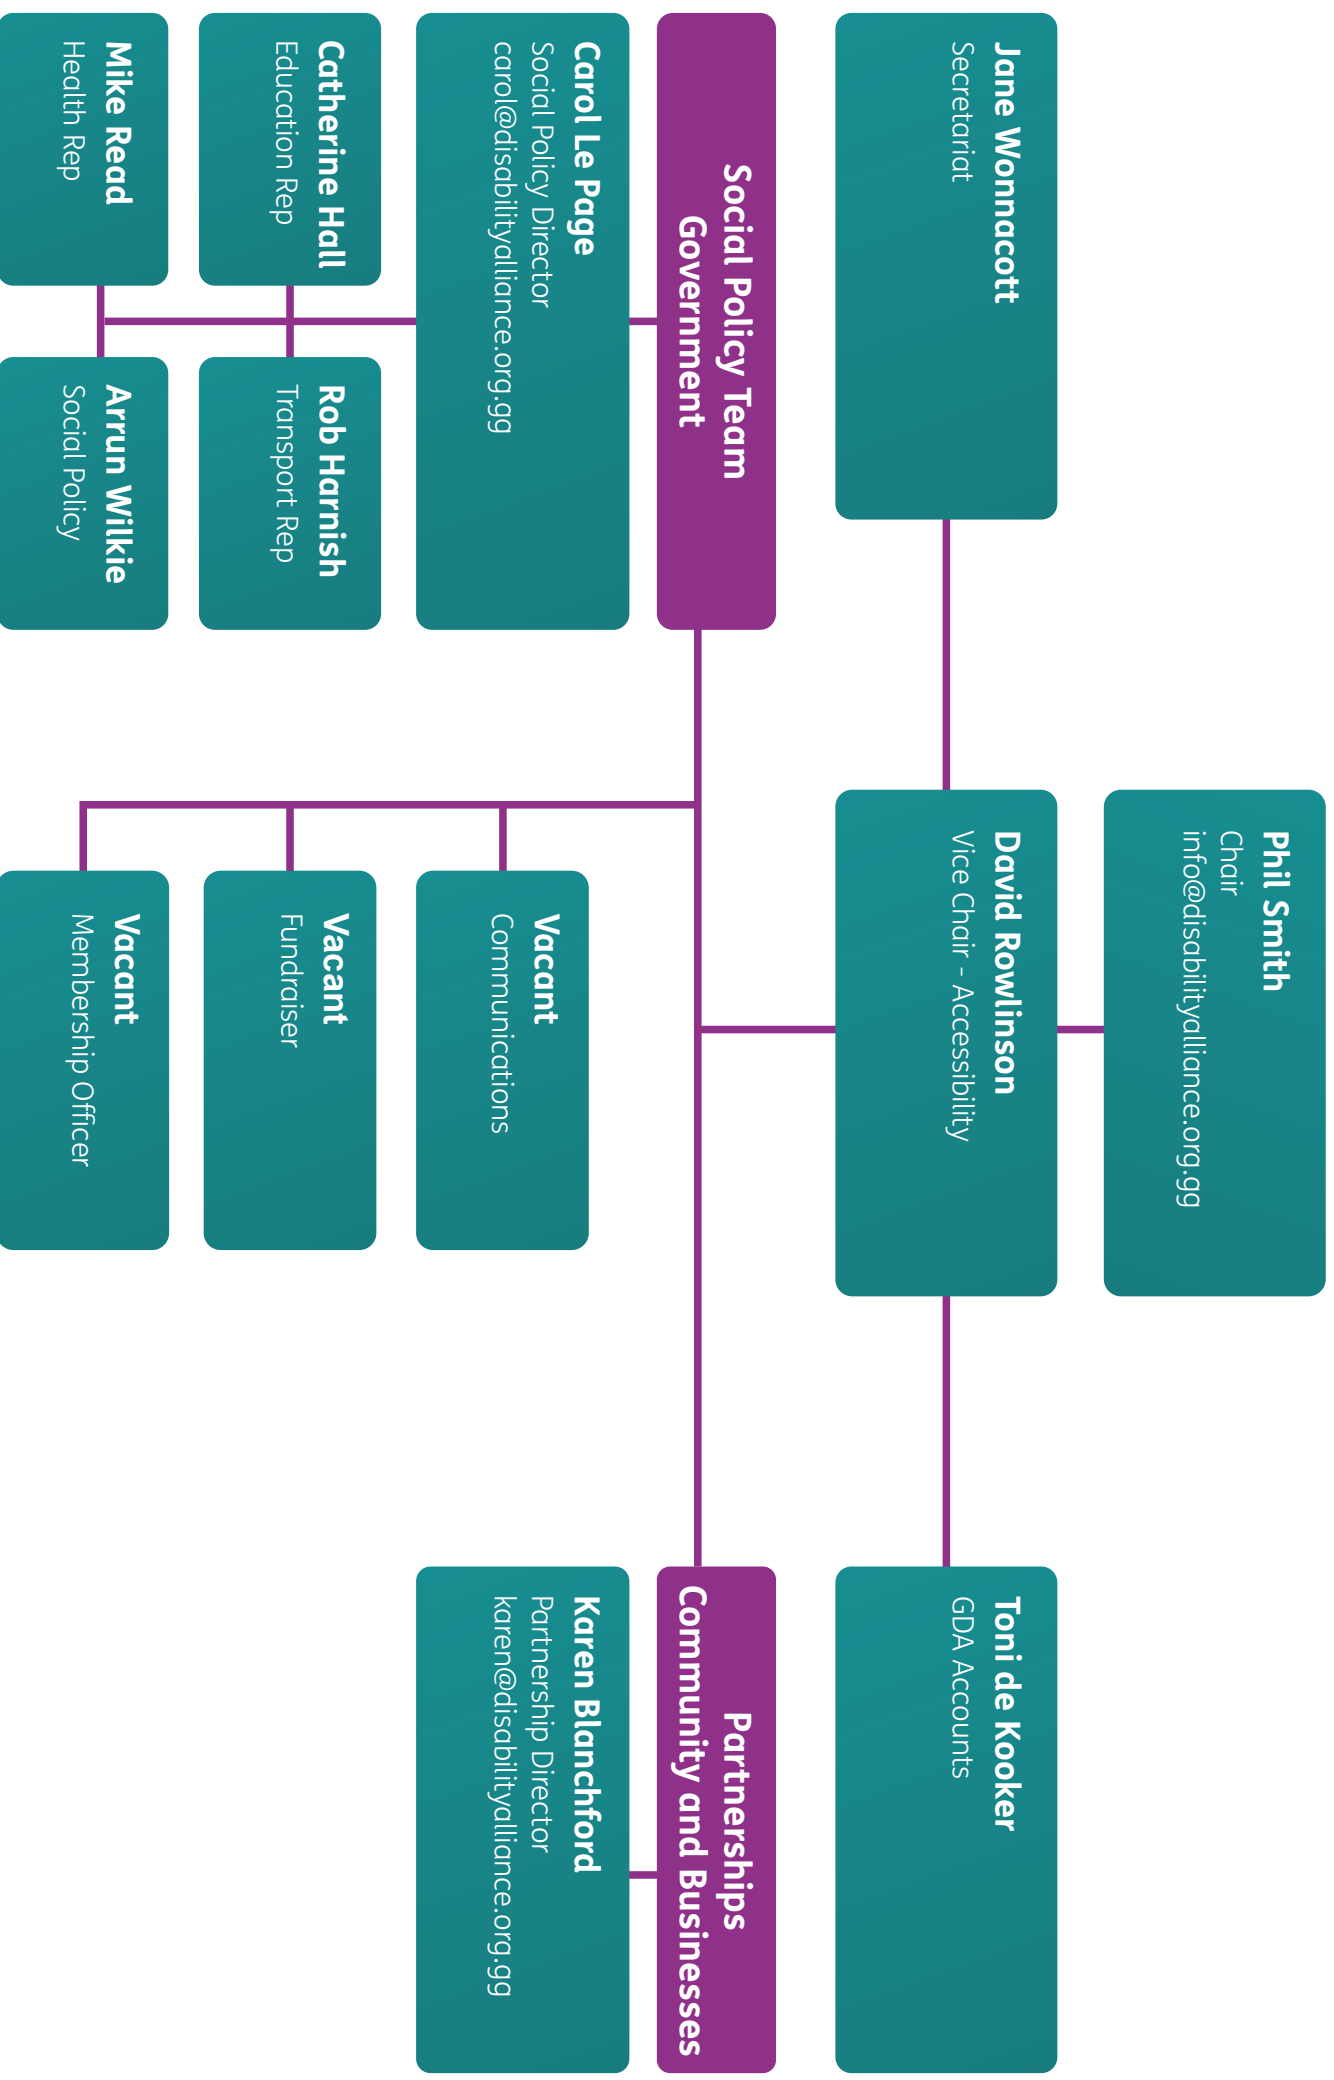 Phil Smith
Chair
info@disabilityalliance.org.gg
Jane Wonnacott
Secretariat
David Rowlinson
Vice Chair - Accessibility
Toni de Kooker
GDA Accounts
Social Policy Team
Government
Partnerships
Community and Businesses
Carol Le Page
Social Policy Director
carol@disabilityalliance.org.gg
Vacant
Communications
Karen Blanchford
Partnership Director
karen@disabilityalliance.org.gg
Catherine Hall
Education Rep
Rob Harnish
Transport Rep
Vacant
Fundraiser
Mike Read
Health Rep
Arrun Wilkie
Social Policy
Vacant
Membership Officer